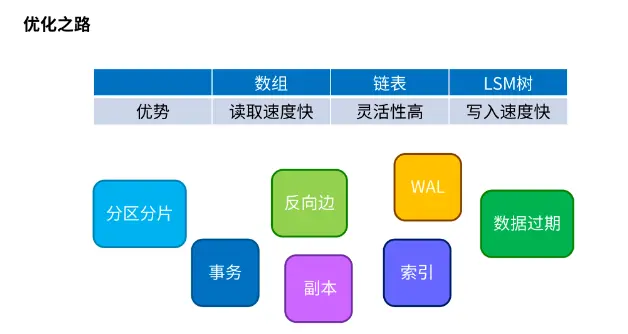 优化之路
数组 链表 LSM树
优势 读取速度快 灵活性高 写入速度快
分区分片
反向边
WAL
数据过期
事务
副本
索引